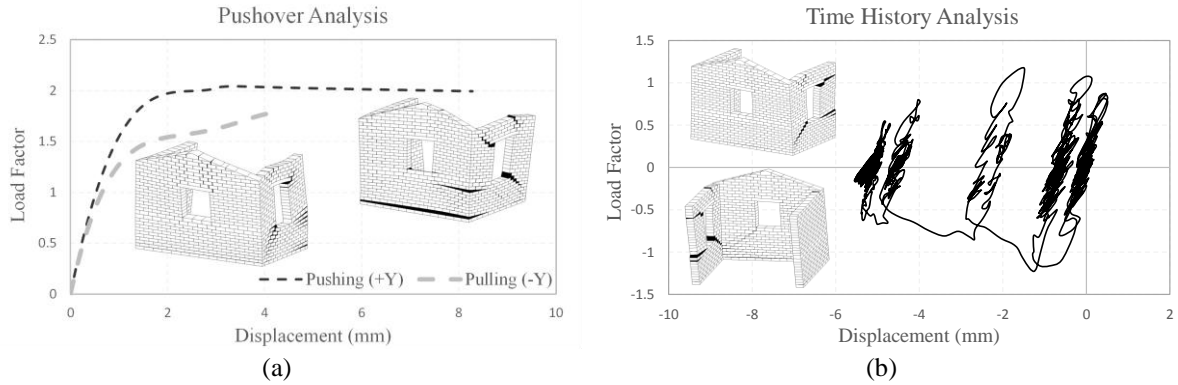 Pushover Analysis
2.5
2
1.5
1
0.5
0
0 2 4 6 8 10
Load Factor
Displacement (mm)
Pushing (+Y) Pulling (-Y)
(a)
Time History Analysis
1.5
1
0.5
0
-0.5
-1
-1.5
-10 -8 -6 -4 -2 0 2
Load Factor
Displacement (mm)
(b)